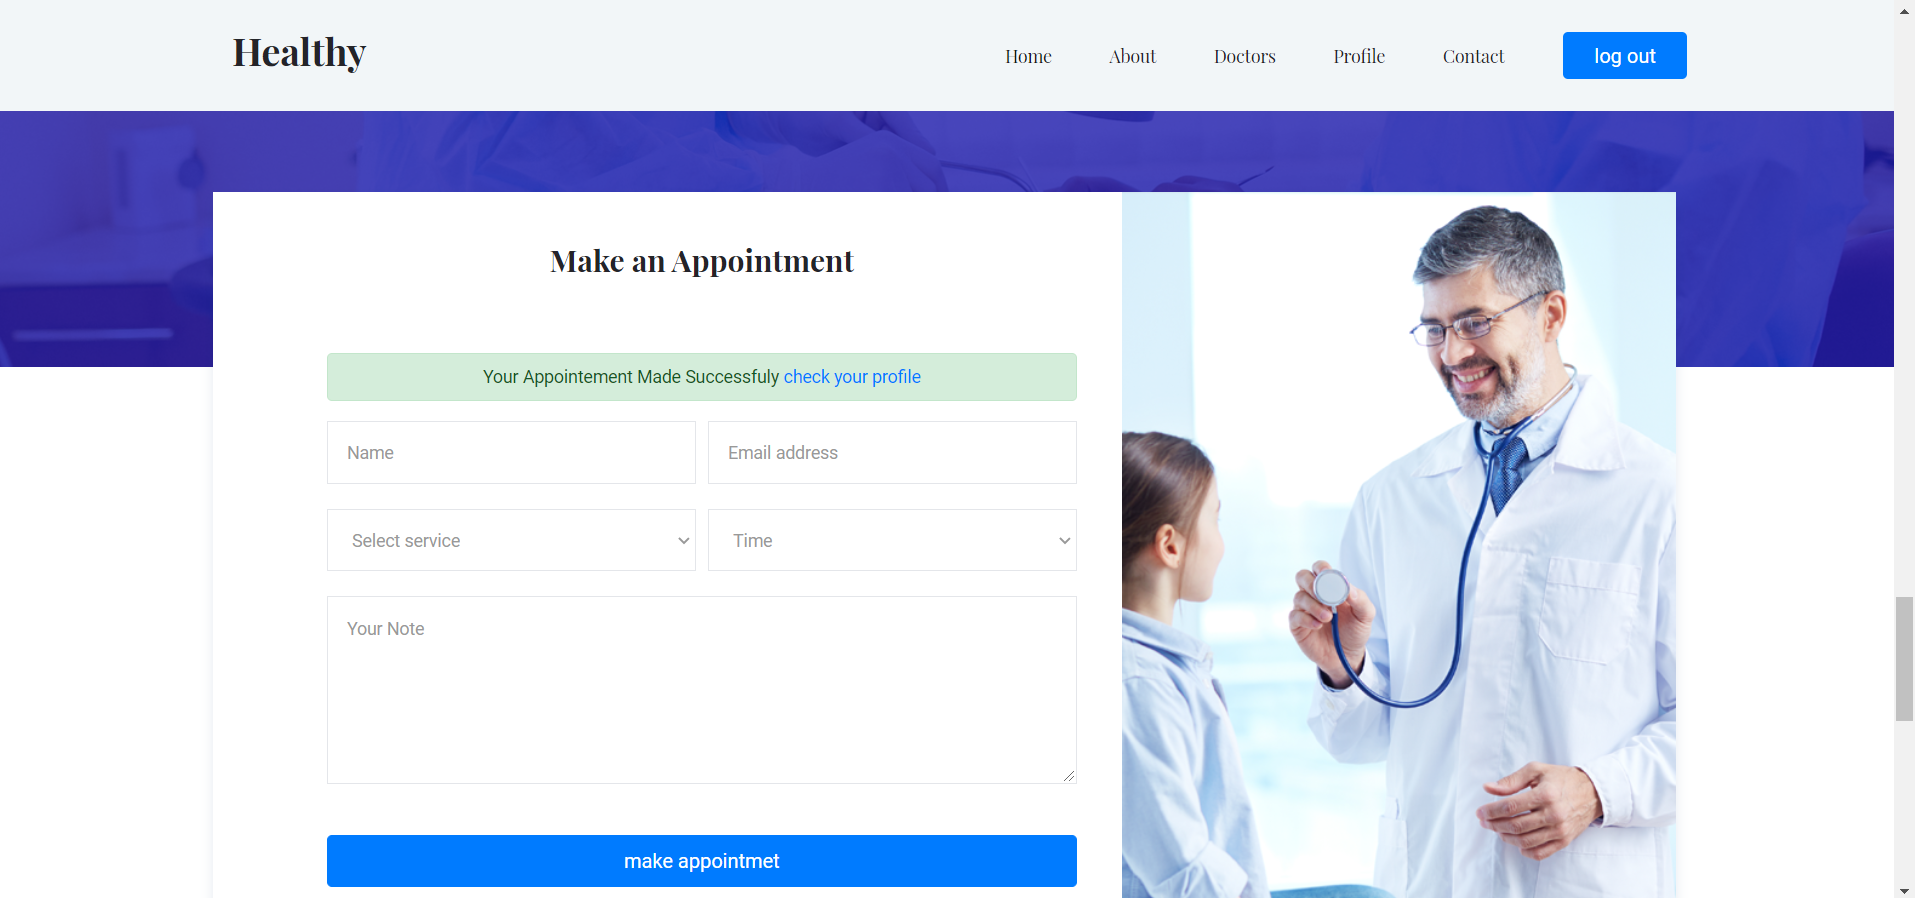 Healthy
Home About Doctors Profile Contact log out
Make an Appointment
Your Appointement Made Successfuly check your profile
Name Email address
Select service Time
Your Note
make appointmet